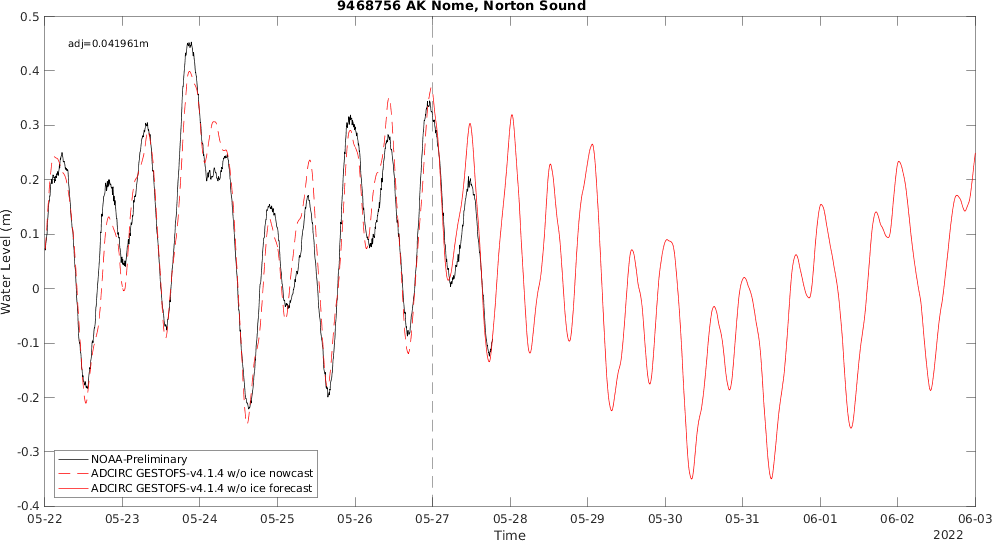 9468756 AK Nome, Norton Sound
adj=0.041961m
Water Level (m)
0.5
0.4
0.3
0.2
0.1
0
-0.1
-0.2
-0.3
-0.4
NOAA-Preliminary
ADCIRC GESTOFS-v4.1.4 w/o ice nowcast
ADCIRC GESTOFS-v4.1.4 w/o ice forecast
05-22 05-23 05-24 05-25 05-26 05-27 05-28 05-29 05-30 05-31 06-01 06-02 06-03
Time
2022